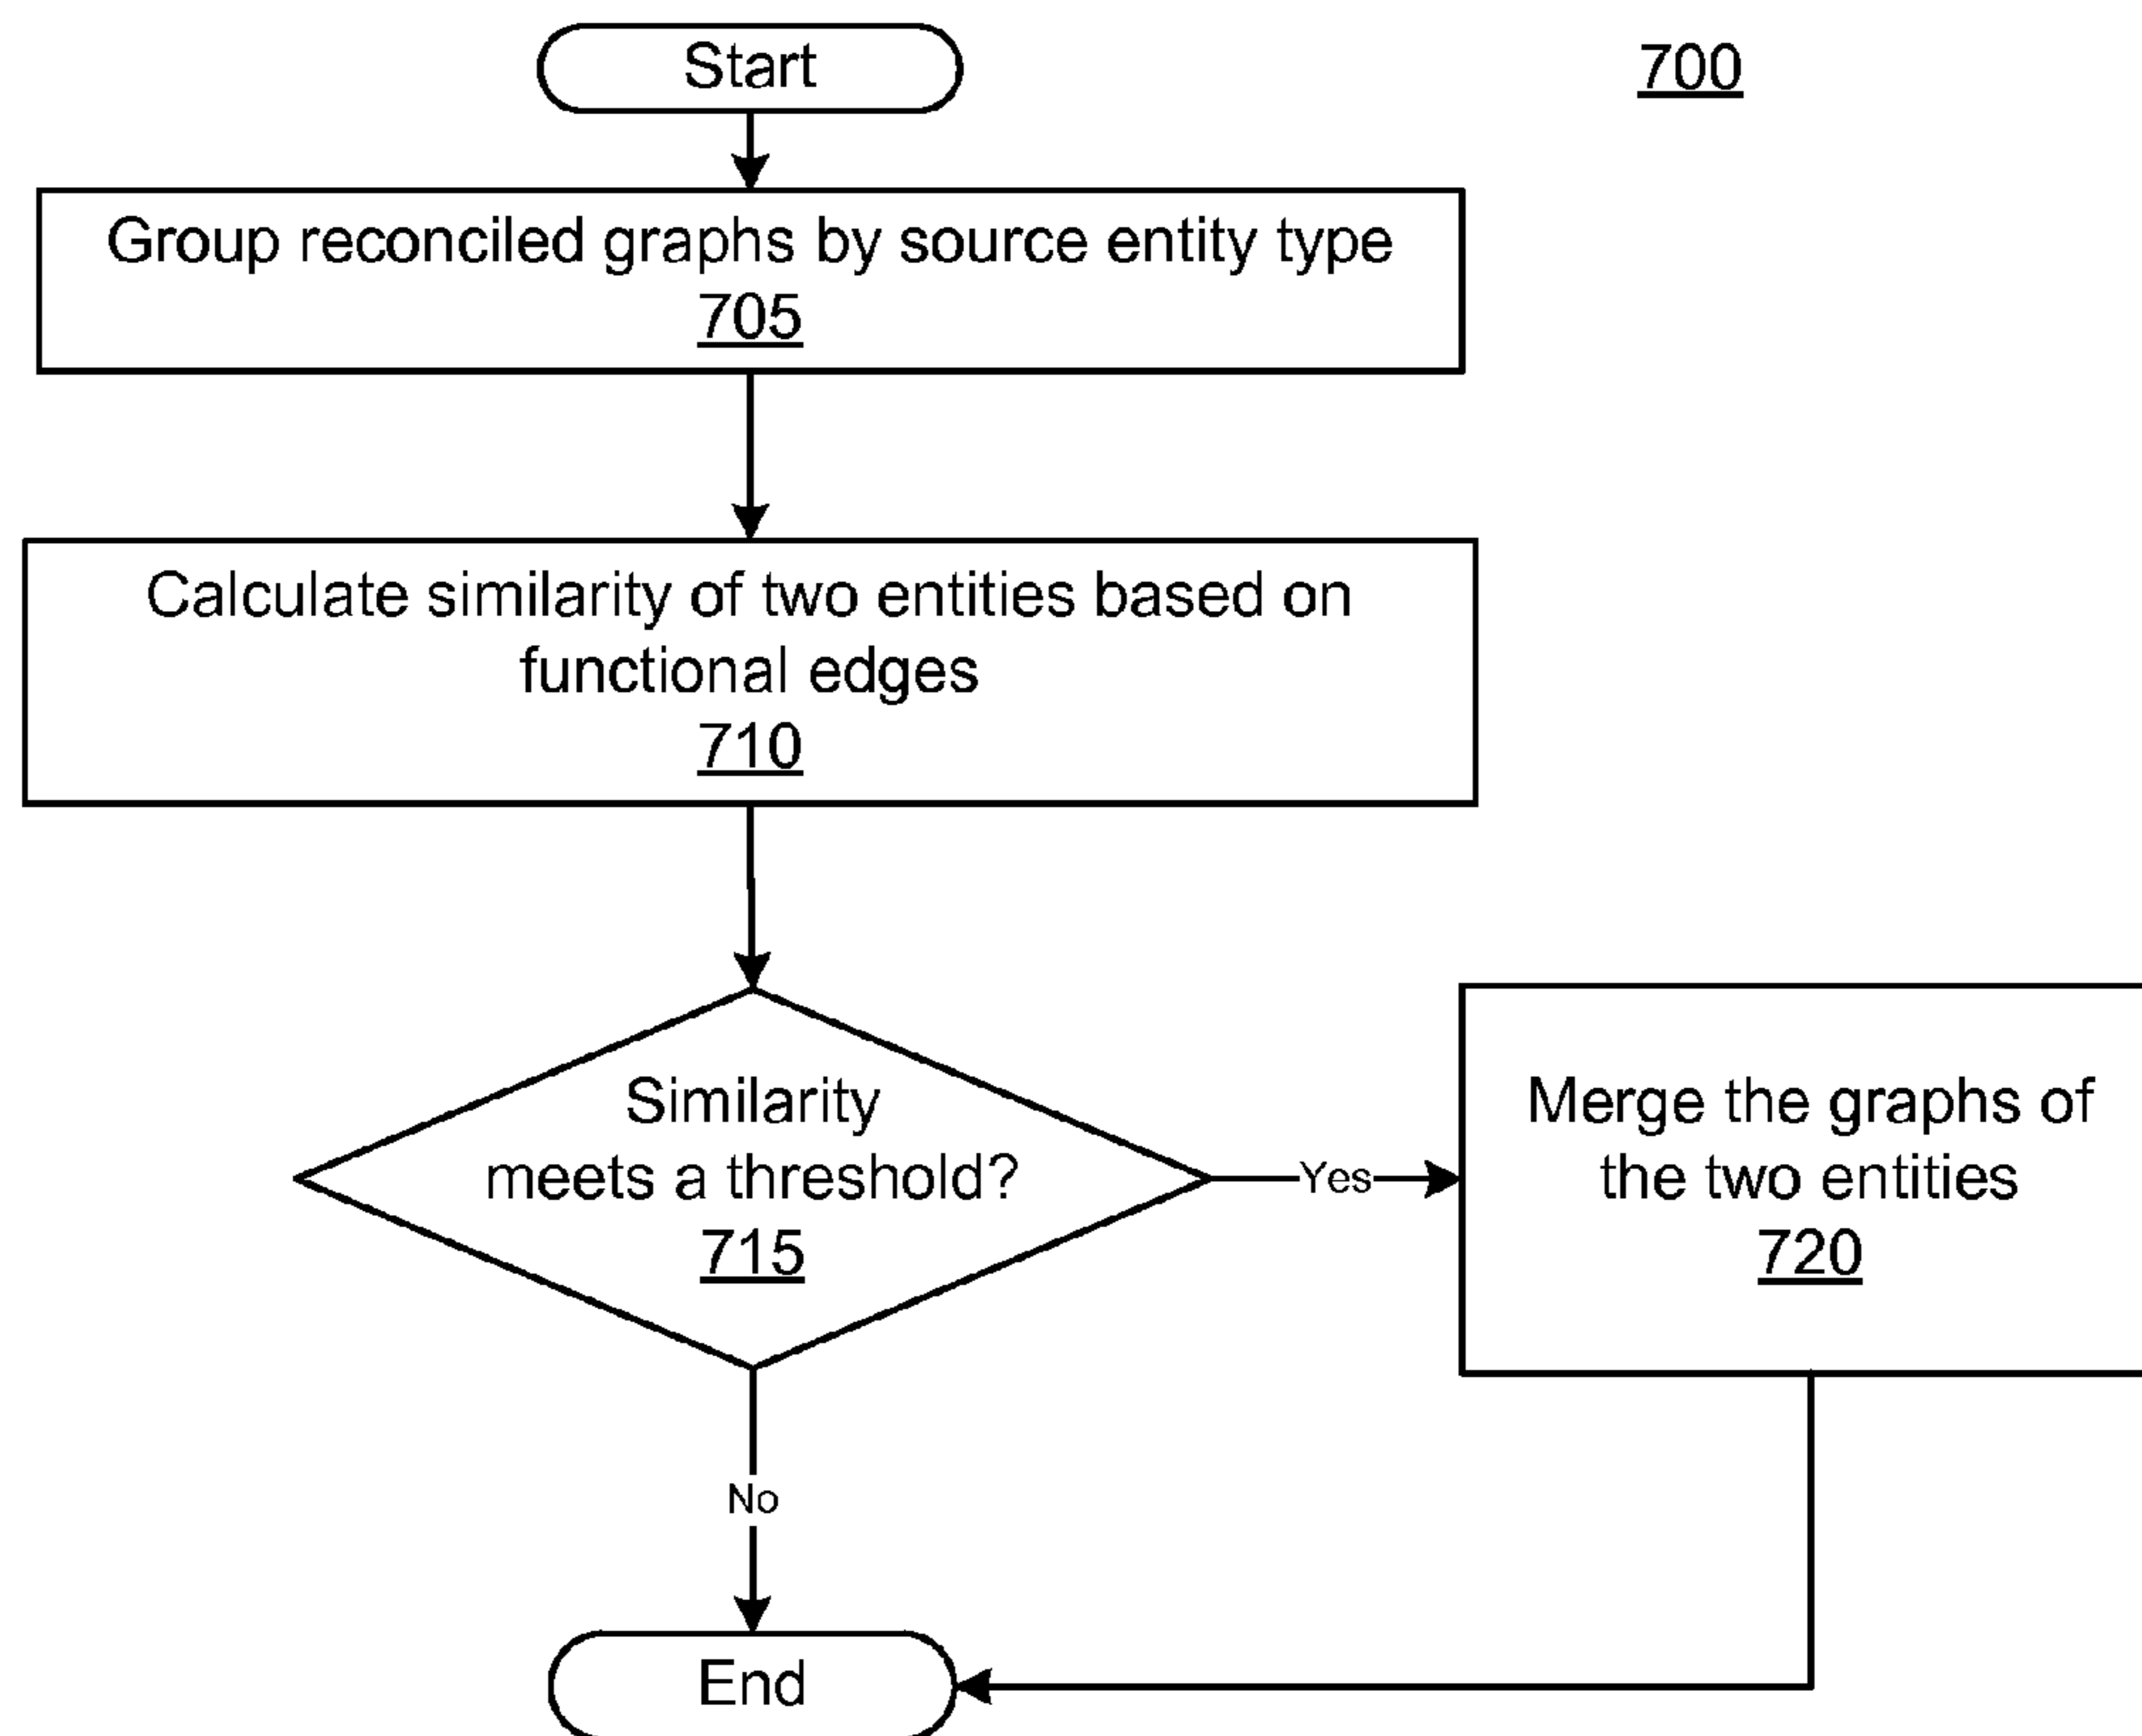 Start
700
Group reconciled graphs by source entity type
705
Calculate similarity of two entities based on
functional edges
710
Similarity
meets a threshold?
715
Yes
Merge the graphs of
the two entities
720
No
End